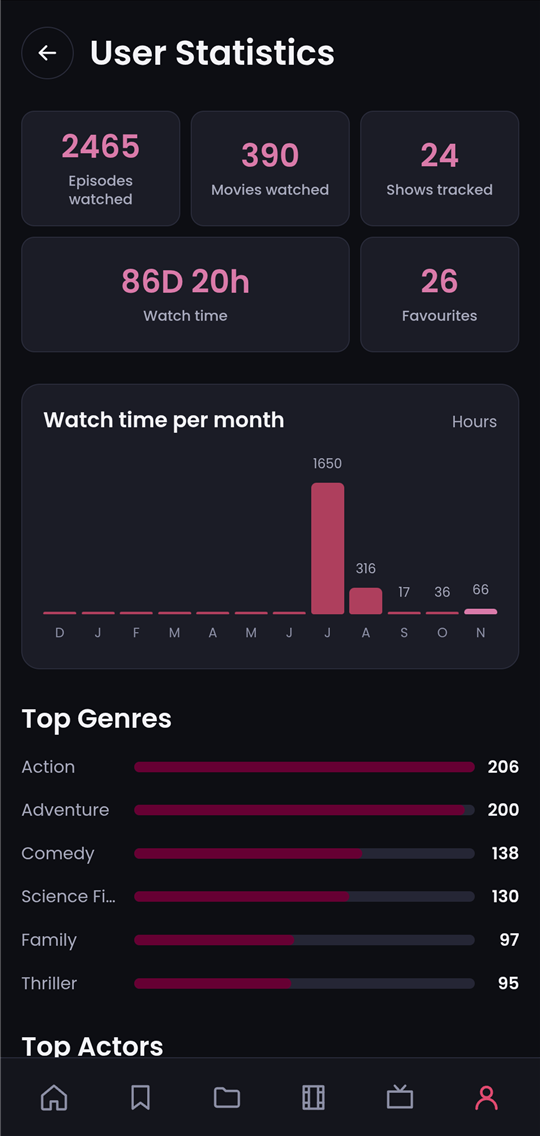 User Statistics
2465
Episodes
watched
390
Movies watched
24
Shows tracked
86D 20h
Watch time
26
Favourites
Watch time per month
Hours
1650
316
17
36
66
D J F M A M J J A S O N
Top Genres
Action 206
Adventure 200
Comedy 138
Science Fi... 130
Family 97
Thriller 95
Top Actors